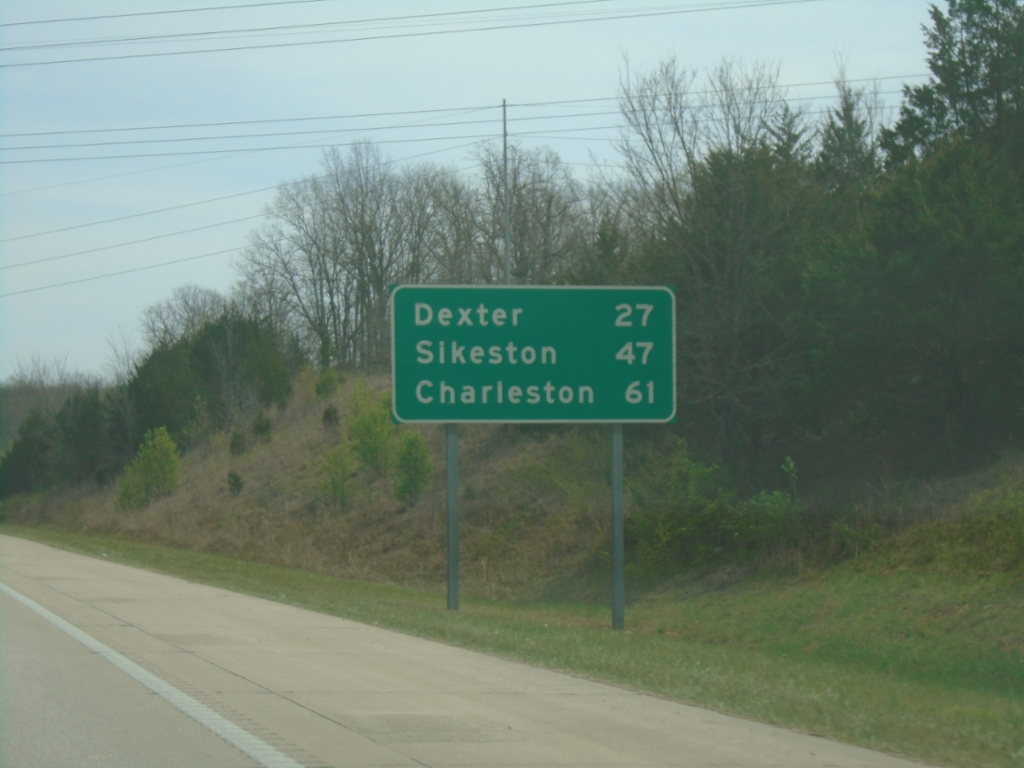 Dexter 27
Sikeston 47
Charleston 61